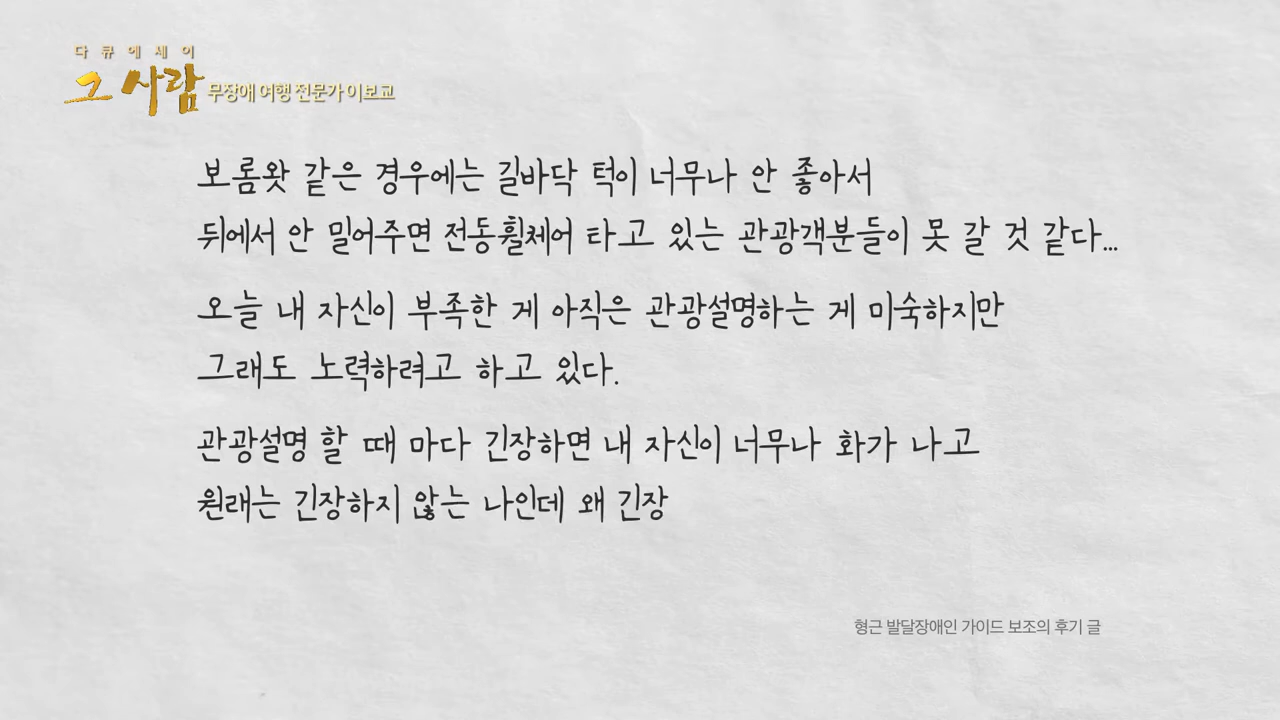 다큐에세이
그 사람 무장애 여행 전문가 이보교
보롬왓 같은 경우에는 길바닥 턱이 너무나 안 좋아서
뒤에서 안 밀어주면 전동휠체어 타고 있는 관광객분들이 못 갈 것 같다...
오늘 내 자신이 부족한 게 아직은 관광설명하는 게 미숙하지만
그래도 노력하려고 하고 있다.
관광설명 할 때 마다 긴장하면 내 자신이 너무나 화가 나고
원래는 긴장하지 않는 나인데 왜 긴장
형근 발달장애인 가이드 보조의 후기 글